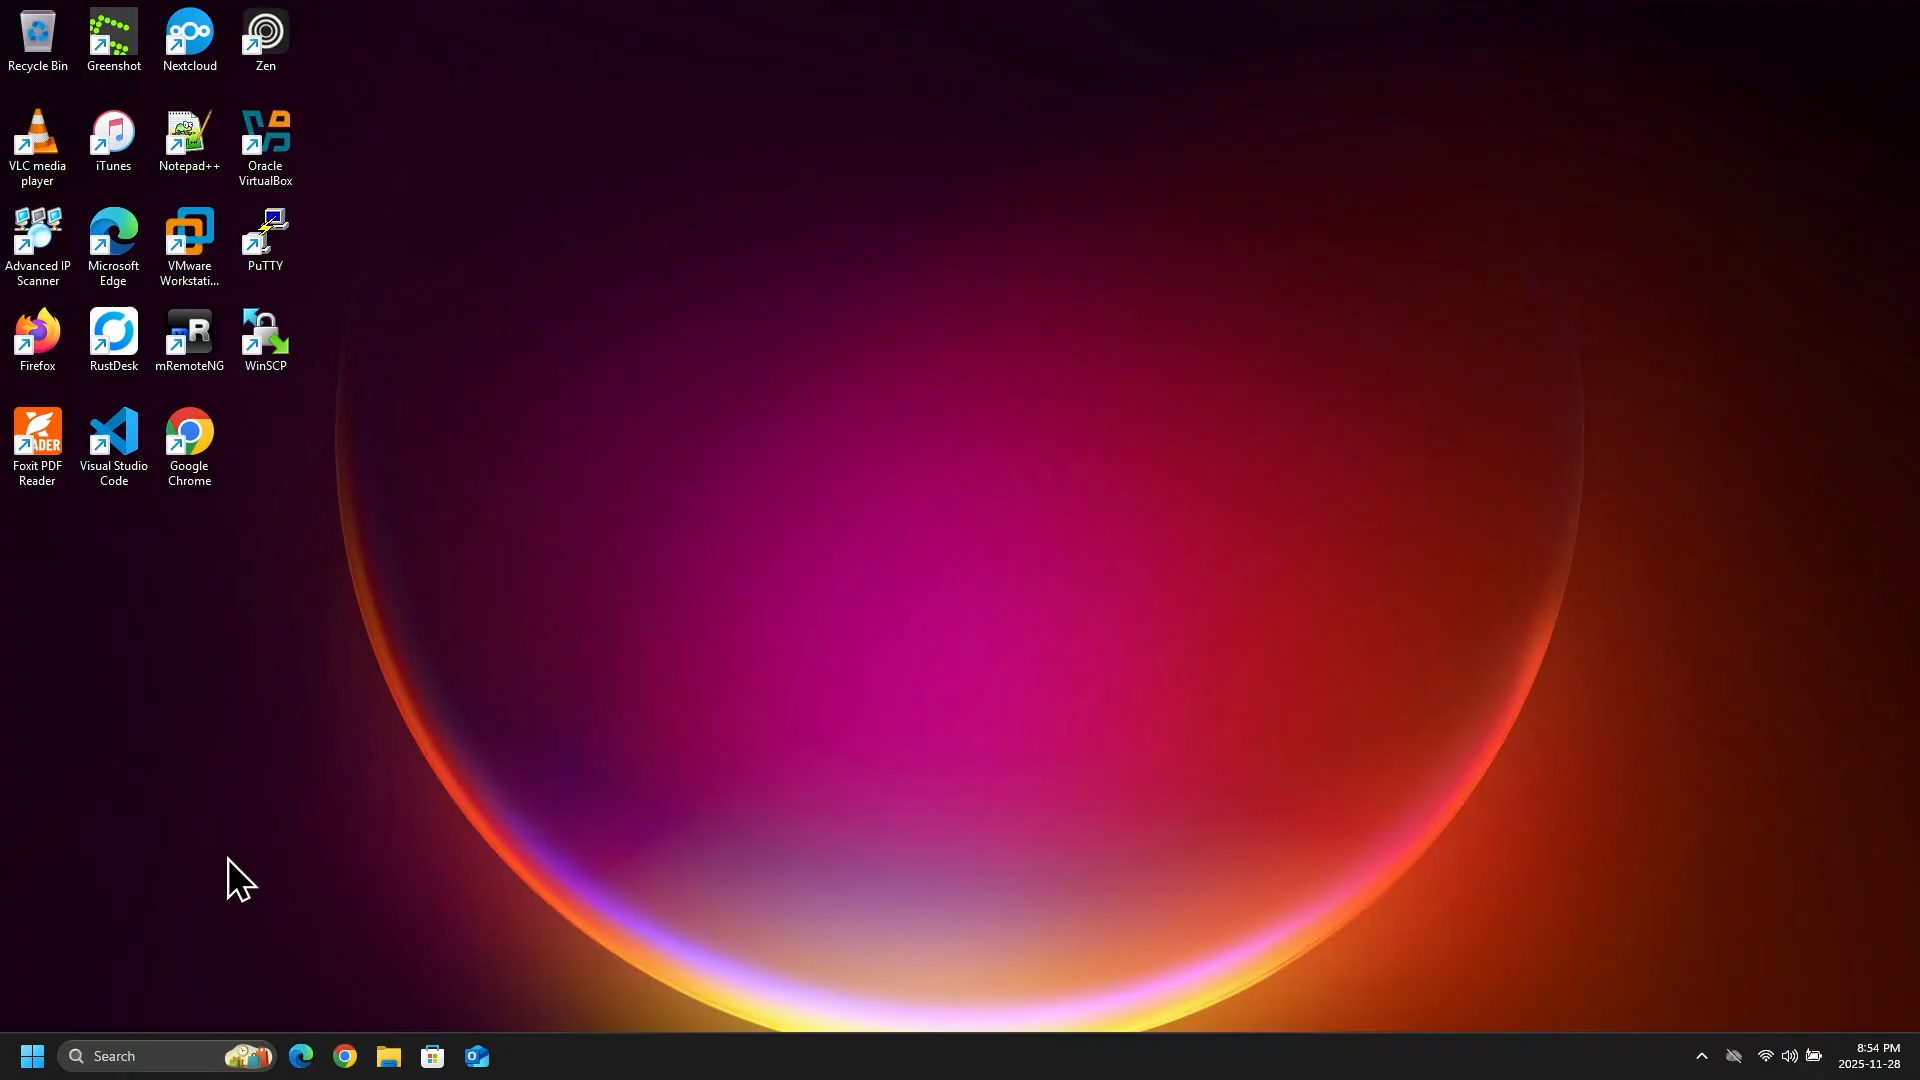 Recycle Bin
Greenshot
Nextcloud
Zen
VLC media
player
iTunes
Notepad++
Oracle
VirtualBox
Advanced IP
Scanner
Microsoft
Edge
VMware
Workstati...
PuTTY
Firefox
RustDesk
R
mRemoteNG
WinSCP
Foxit PDF
Reader
Visual Studio
Code
Google
Chrome
Search
8:54 PM
2025-11-28